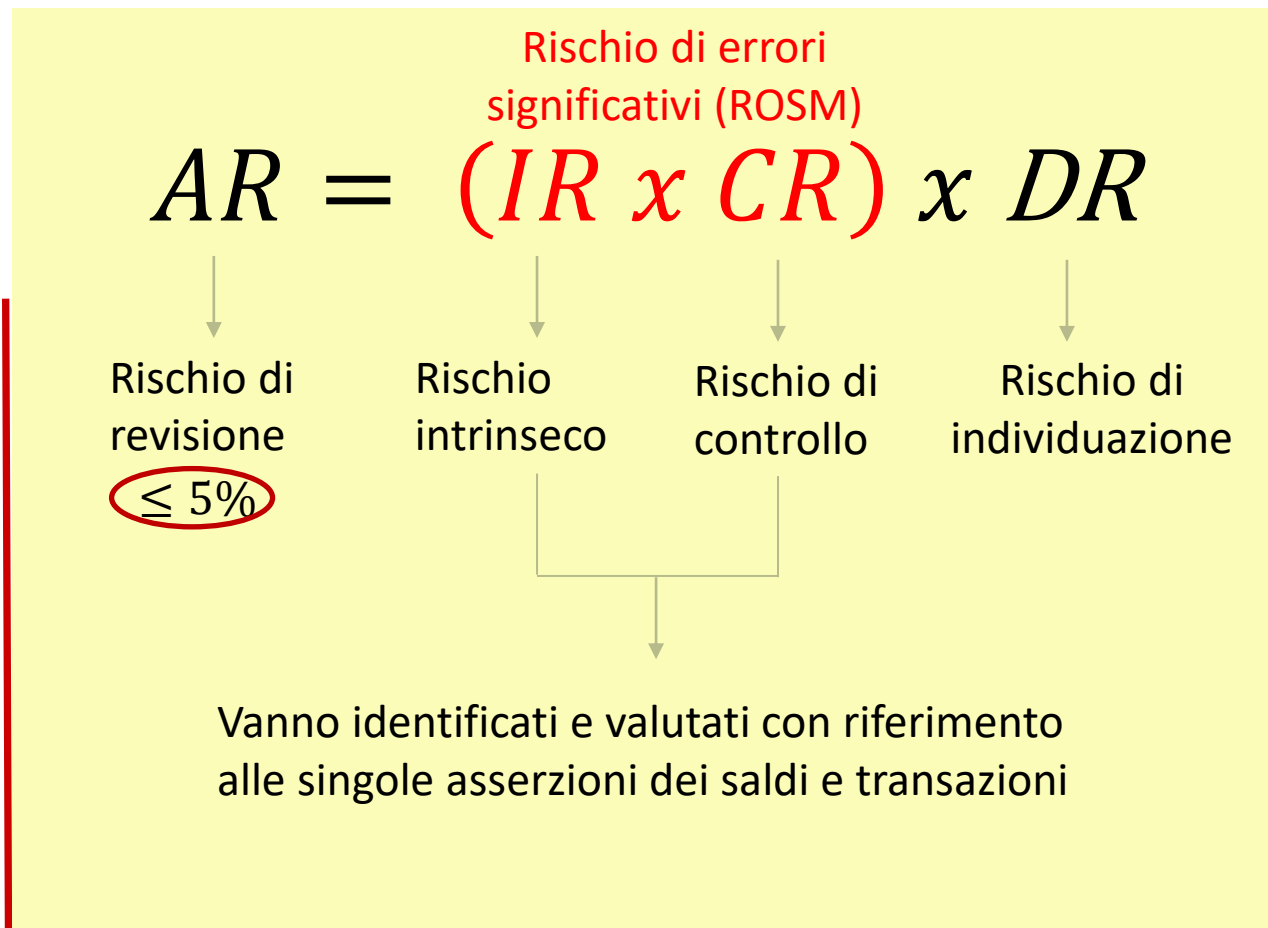 Rischio di errori
significativi (ROSM)
AR = (IR x CR) x DR
Rischio di
revisione
≤ 5%
Rischio
intrinseco
Rischio di
controllo
Rischio di
individuazione
Vanno identificati e valutati con riferimento
alle singole asserzioni dei saldi e transazioni